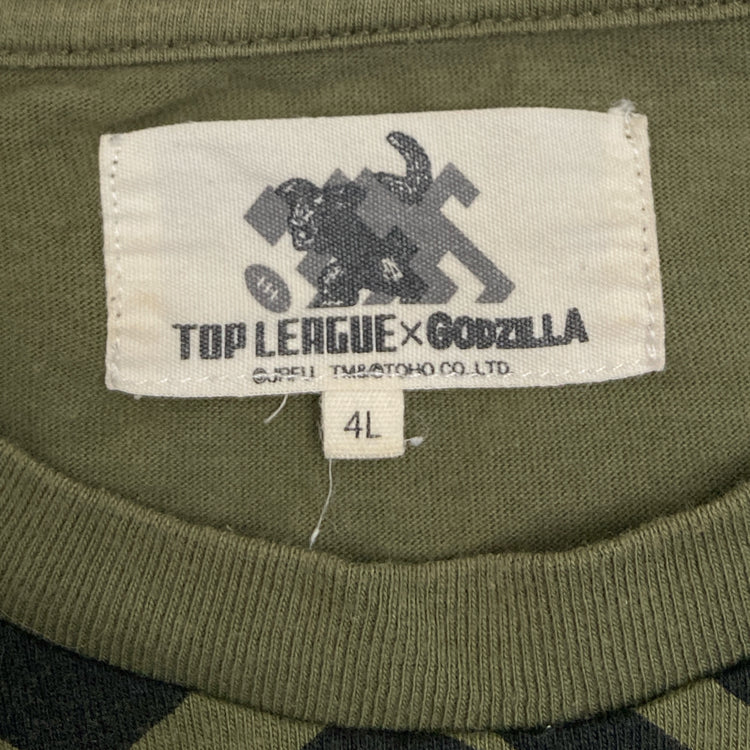 TOP LEAGUE×GODZILLA
©JRFU TM&©TOHO CO.,LTD.
4L